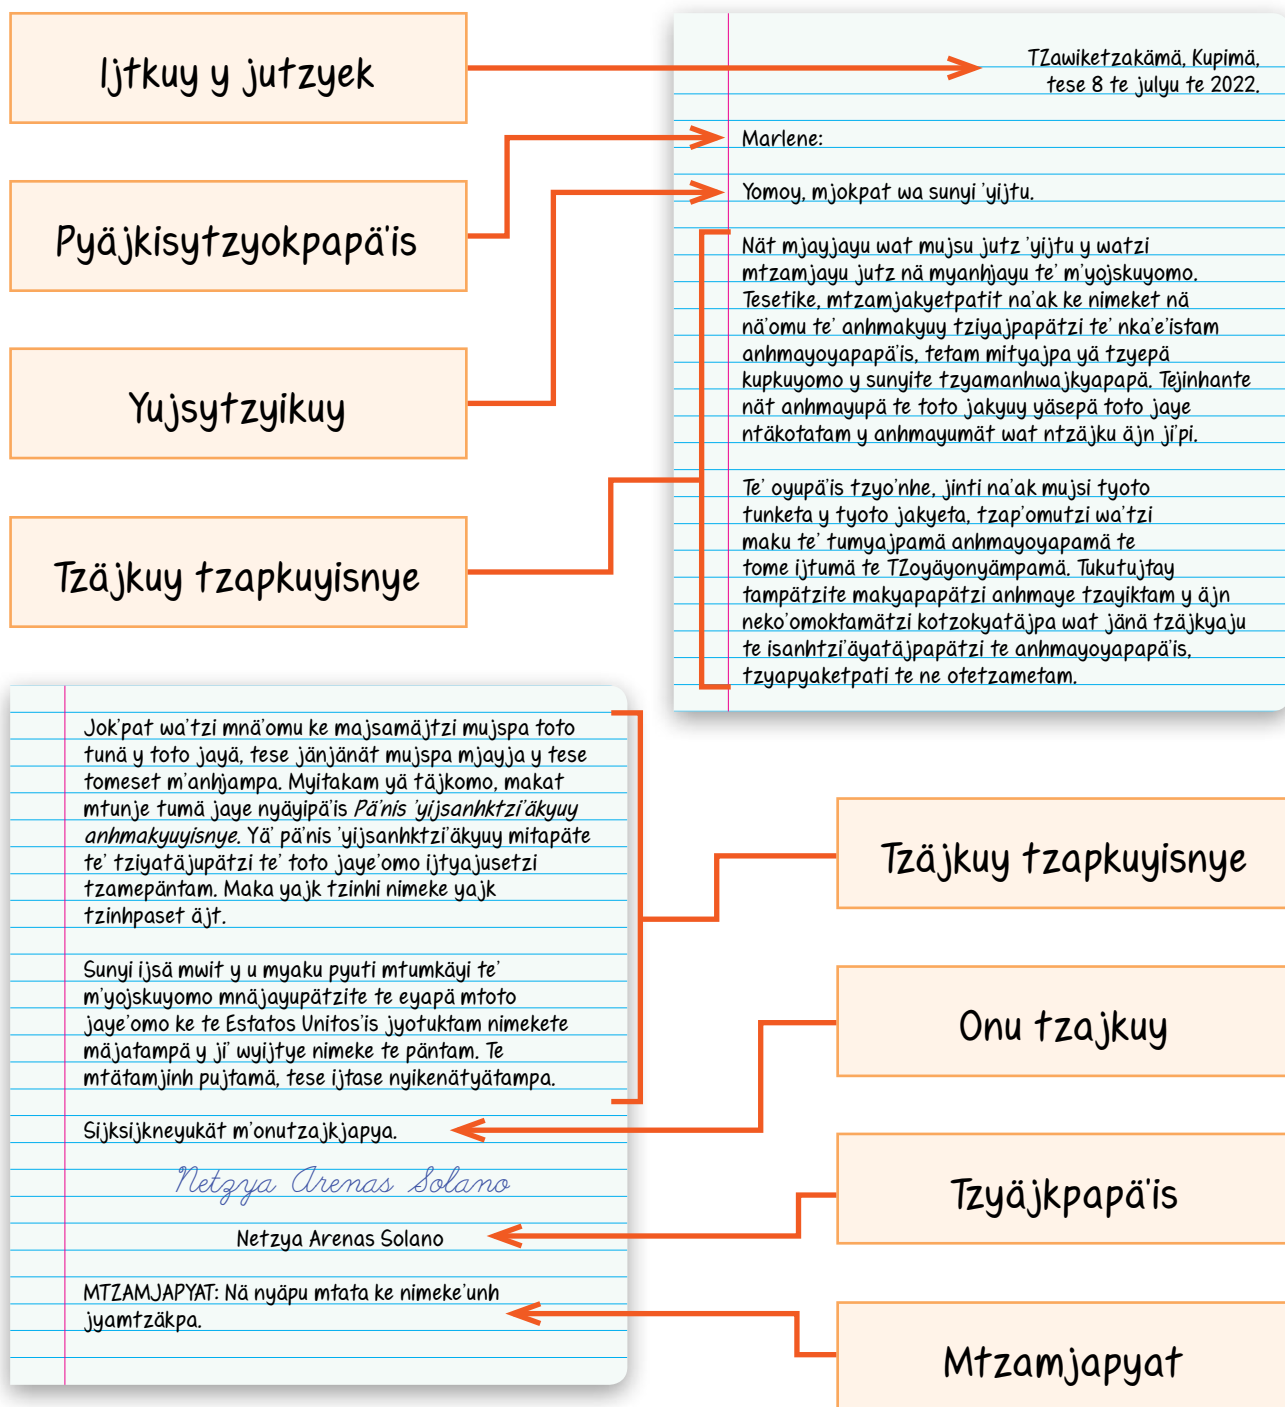 Ijtkuy y jutzyek
Pyäjkisytzyokpapä'is
Yujsytzyikuy
Tzäjkuy tzapkuyisnye
TZawiketzakämä, Kupimä,
tese 8 te julyu te 2022.
Marlene:
Yomoy, mjokpat wa sunyi 'yijtu.
Nät mjayjayu wat mujsu jutz 'yijtu y watzi
mtzamjayu jutz nä myanhjayu te' m'yojskuyomo.
Tesetike, mtzamjakyetpatit na'ak ke nimeket nä
nä'omu te' anhmakyuy tziyajpapätzi te' nka'e'istam
anhmayoyapapä'is, tetam mityajpa yä tzyepä
kupkuyomo y sunyite tzyamanhwajkyapapä. Tejinhante
nät anhmayupä te toto jakyuy yäsepä toto jaye
ntäkotatam y anhmayumät wat ntzäjku äjn ji'pi.
Te' oyupä'is tzyo'nhe, jinti na'ak mujsi tyoto
tunketa y tyoto jakyeta, tzap'omutzi wa'tzi
maku te' tumyajpamä anhmayoyapamä te
tome ijtumä te TZoyäyonyämpamä. Tukutujtay
tampätzite makyapapätzi anhmaye tzayiktam y äjn
neko'omoktamätzi kotzokyatäjpa wat jänä tzäjkyaju
te isanhtzi'äyatäjpapätzi te anhmayoyapapä'is,
tzyapyaketpati te ne otetzametam.
Jok'pat wa'tzi mnä'omu ke majsamäjtzi mujspa toto
tunä y toto jayä, tese jänjänät mujspa mjayja y tese
tomeset m'anhjampa. Myitakam yä täjkomo, makat
mtunje tumä jaye nyäyipä'is Pä'nis 'yijsanhktzi'äkyuy
anhmakyuyisnye. Yä' pä'nis 'yijsanhktzi'äkyuy mitapäte
te' tziyatäjupätzi te' toto jaye'omo ijtyajusetzi
tzamepäntam. Maka yajk tzinhi nimeke yajk
tzinhpaset äjt.
Sunyi ijsä mwit y u myaku pyuti mtumkäyi te'
m'yojskuyomo mnäjayupätzite te eyapä mtoto
jaye'omo ke te Estatos Unitos'is jyotuktam nimekete
mäjatampä y ji' wyijtye nimeke te päntam. Te
mtätamjinh pujtamä, tese ijtase nyikenätyätampa.
Sijksijkneyukät m'onutzajkjapya.
Netzya Arenas Solano
Netzya Arenas Solano
MTZAMJAPYAT: Nä nyäpu mtata ke nimeke'unh
jyamtzäkpa.
Tzäjkuy tzapkuyisnye
Onu tzajkuy
Tzyäjkpapä'is
Mtzamjapyat